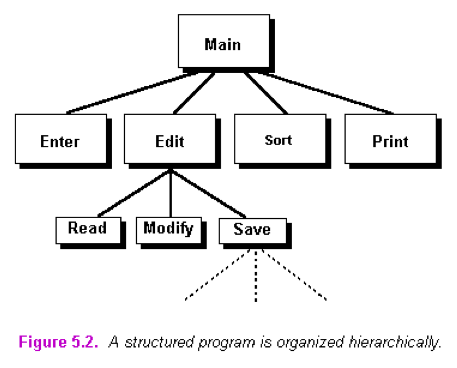 Main
Enter
Edit
Sort
Print
Read
Modify
Save
Figure 5.2. A structured program is organized hierarchically.